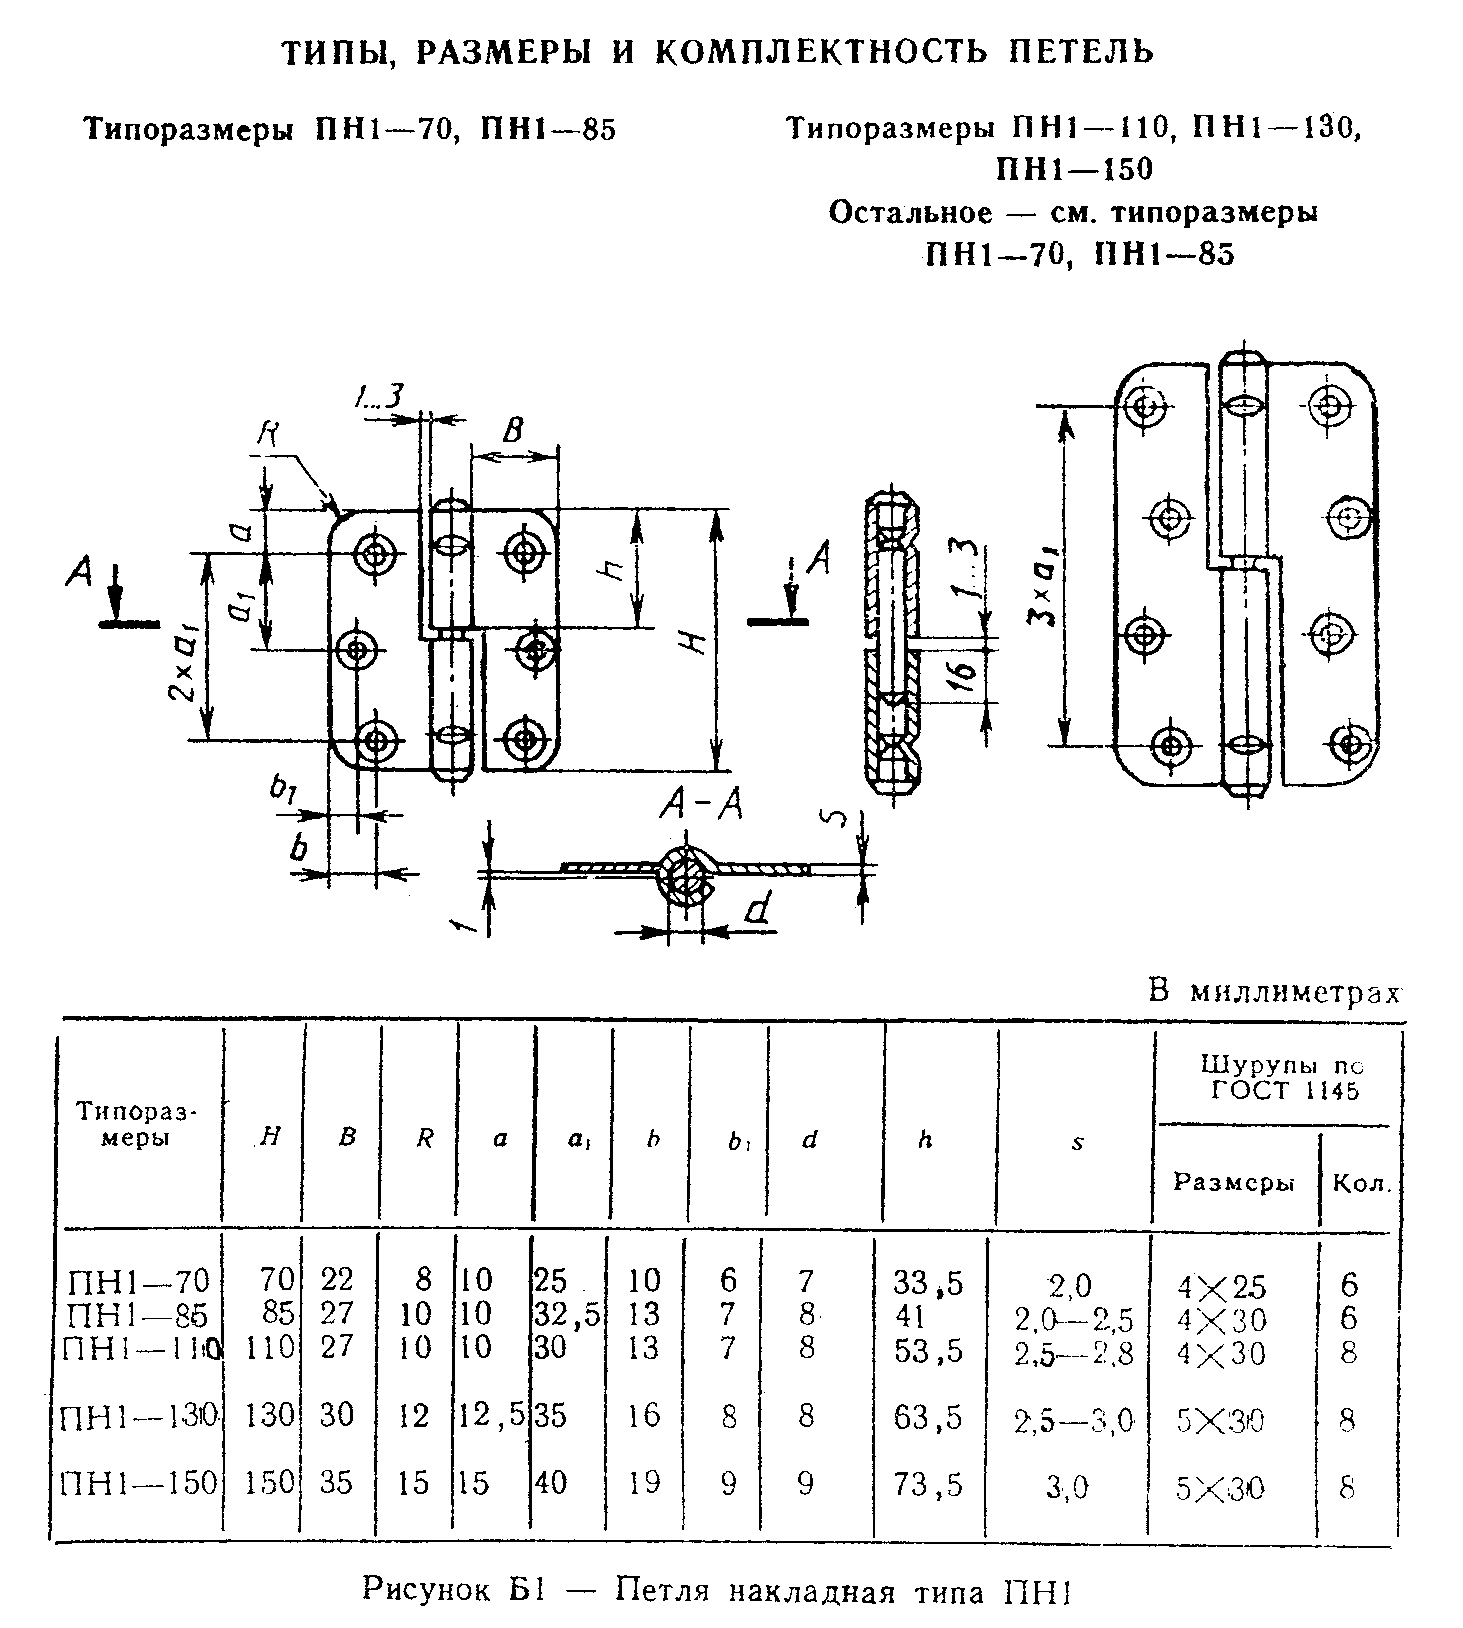 ТИПЫ, РАЗМЕРЫ И КОМПЛЕКТНОСТЬ ПЕТЕЛЬ
Типоразмеры ПН1—70, ПН1—85
Типоразмеры ПН1—110, ПН1—130,
ПН1—150
Остальное — см. типоразмеры
ПН1—70, ПН1—85
1...3
R
B
a
A
a₁
2×a₁
h
H
A
1...3
16
3×a₁
b₁
b
A-A
s
1
d
В миллиметрах
Типораз-
меры
H
B
R
a
a₁
b
b₁
d
h
s
Шурупы по
ГОСТ 1145
Размеры
Кол.
ПН1—70 70 22 8 10 25 10 6 7 33,5 2,0 4×25 6
ПН1—85 85 27 10 10 32,5 13 7 8 41 2,0—2,5 4×30 6
ПН1—110 110 27 10 10 30 13 7 8 53,5 2,5—2,8 4×30 8
ПН1—130 130 30 12 12,5 35 16 8 8 63,5 2,5—3,0 5×30 8
ПН1—150 150 35 15 15 40 19 9 9 73,5 3,0 5×30 8
Рисунок Б1 — Петля накладная типа ПН1